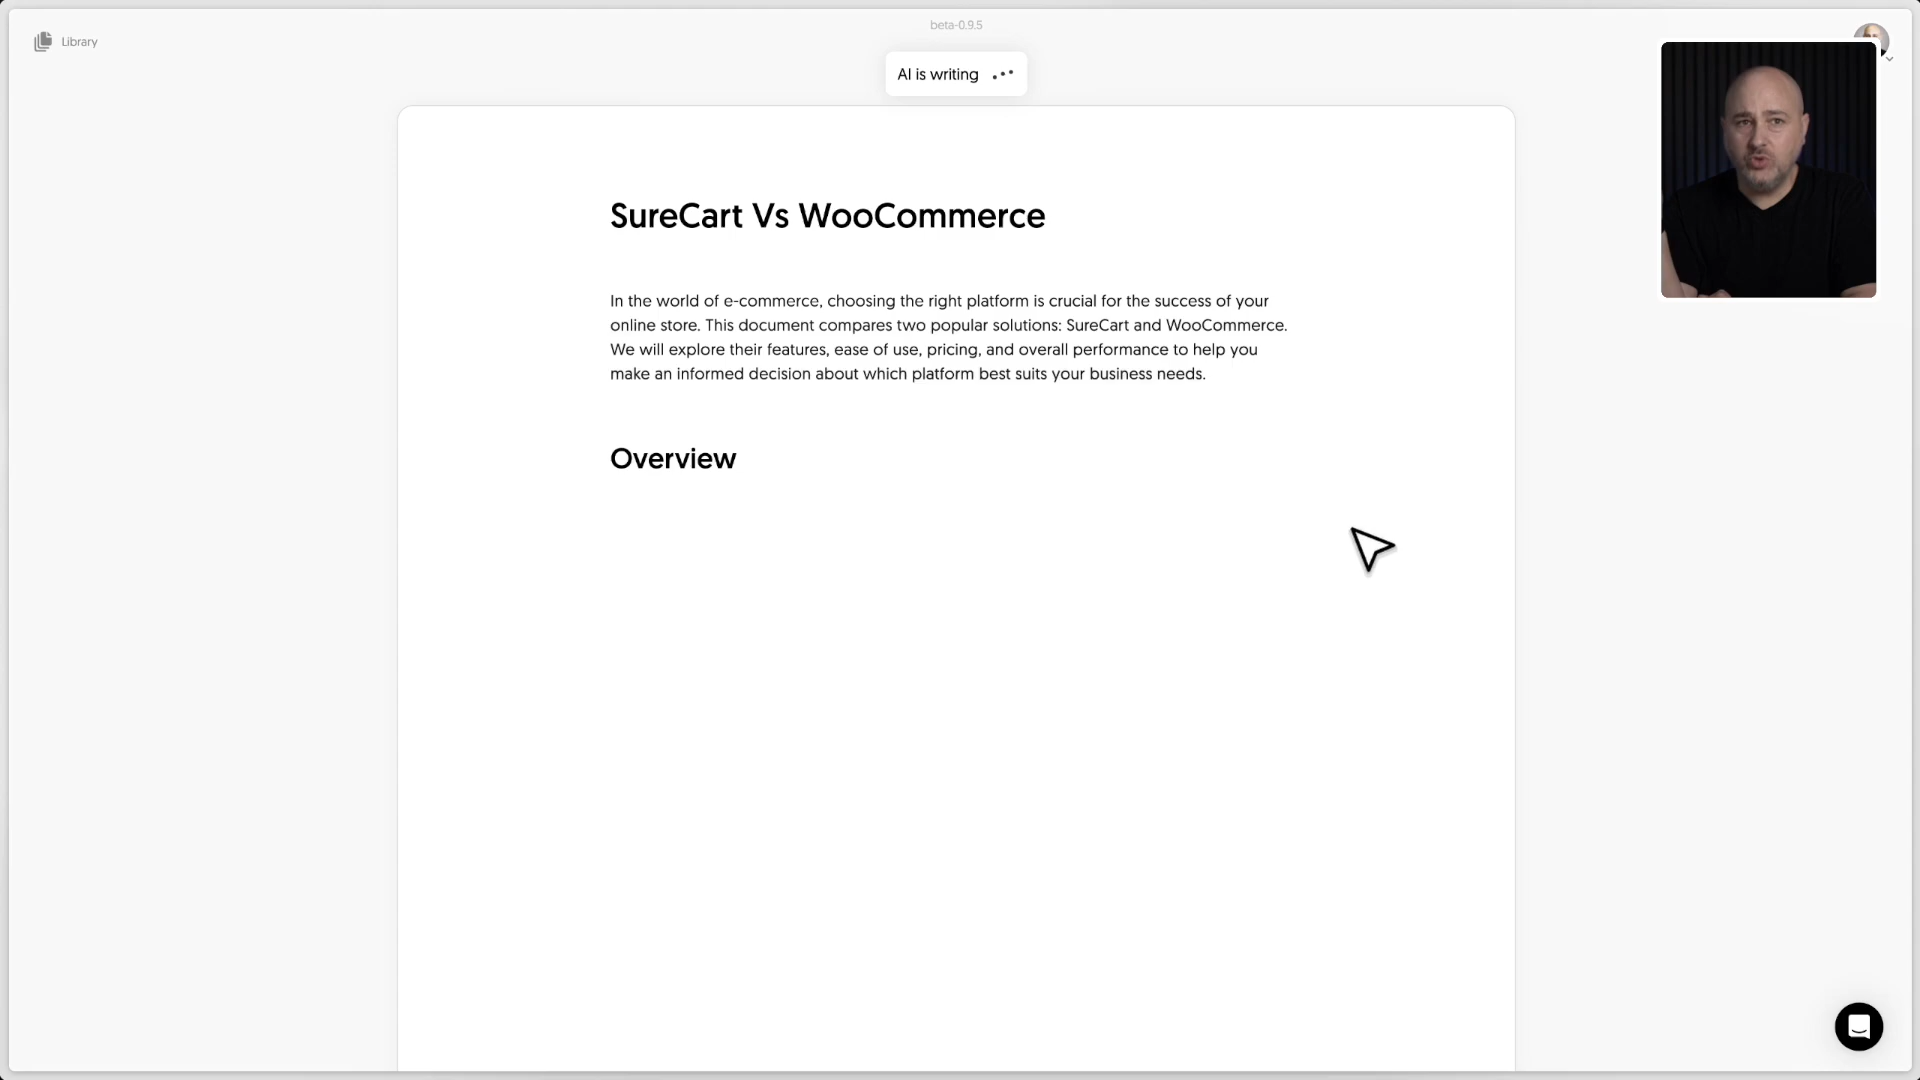 beta-0.9.5
Library
AI is writing
SureCart Vs WooCommerce
In the world of e-commerce, choosing the right platform is crucial for the success of your
online store. This document compares two popular solutions: SureCart and WooCommerce.
We will explore their features, ease of use, pricing, and overall performance to help you
make an informed decision about which platform best suits your business needs.
Overview